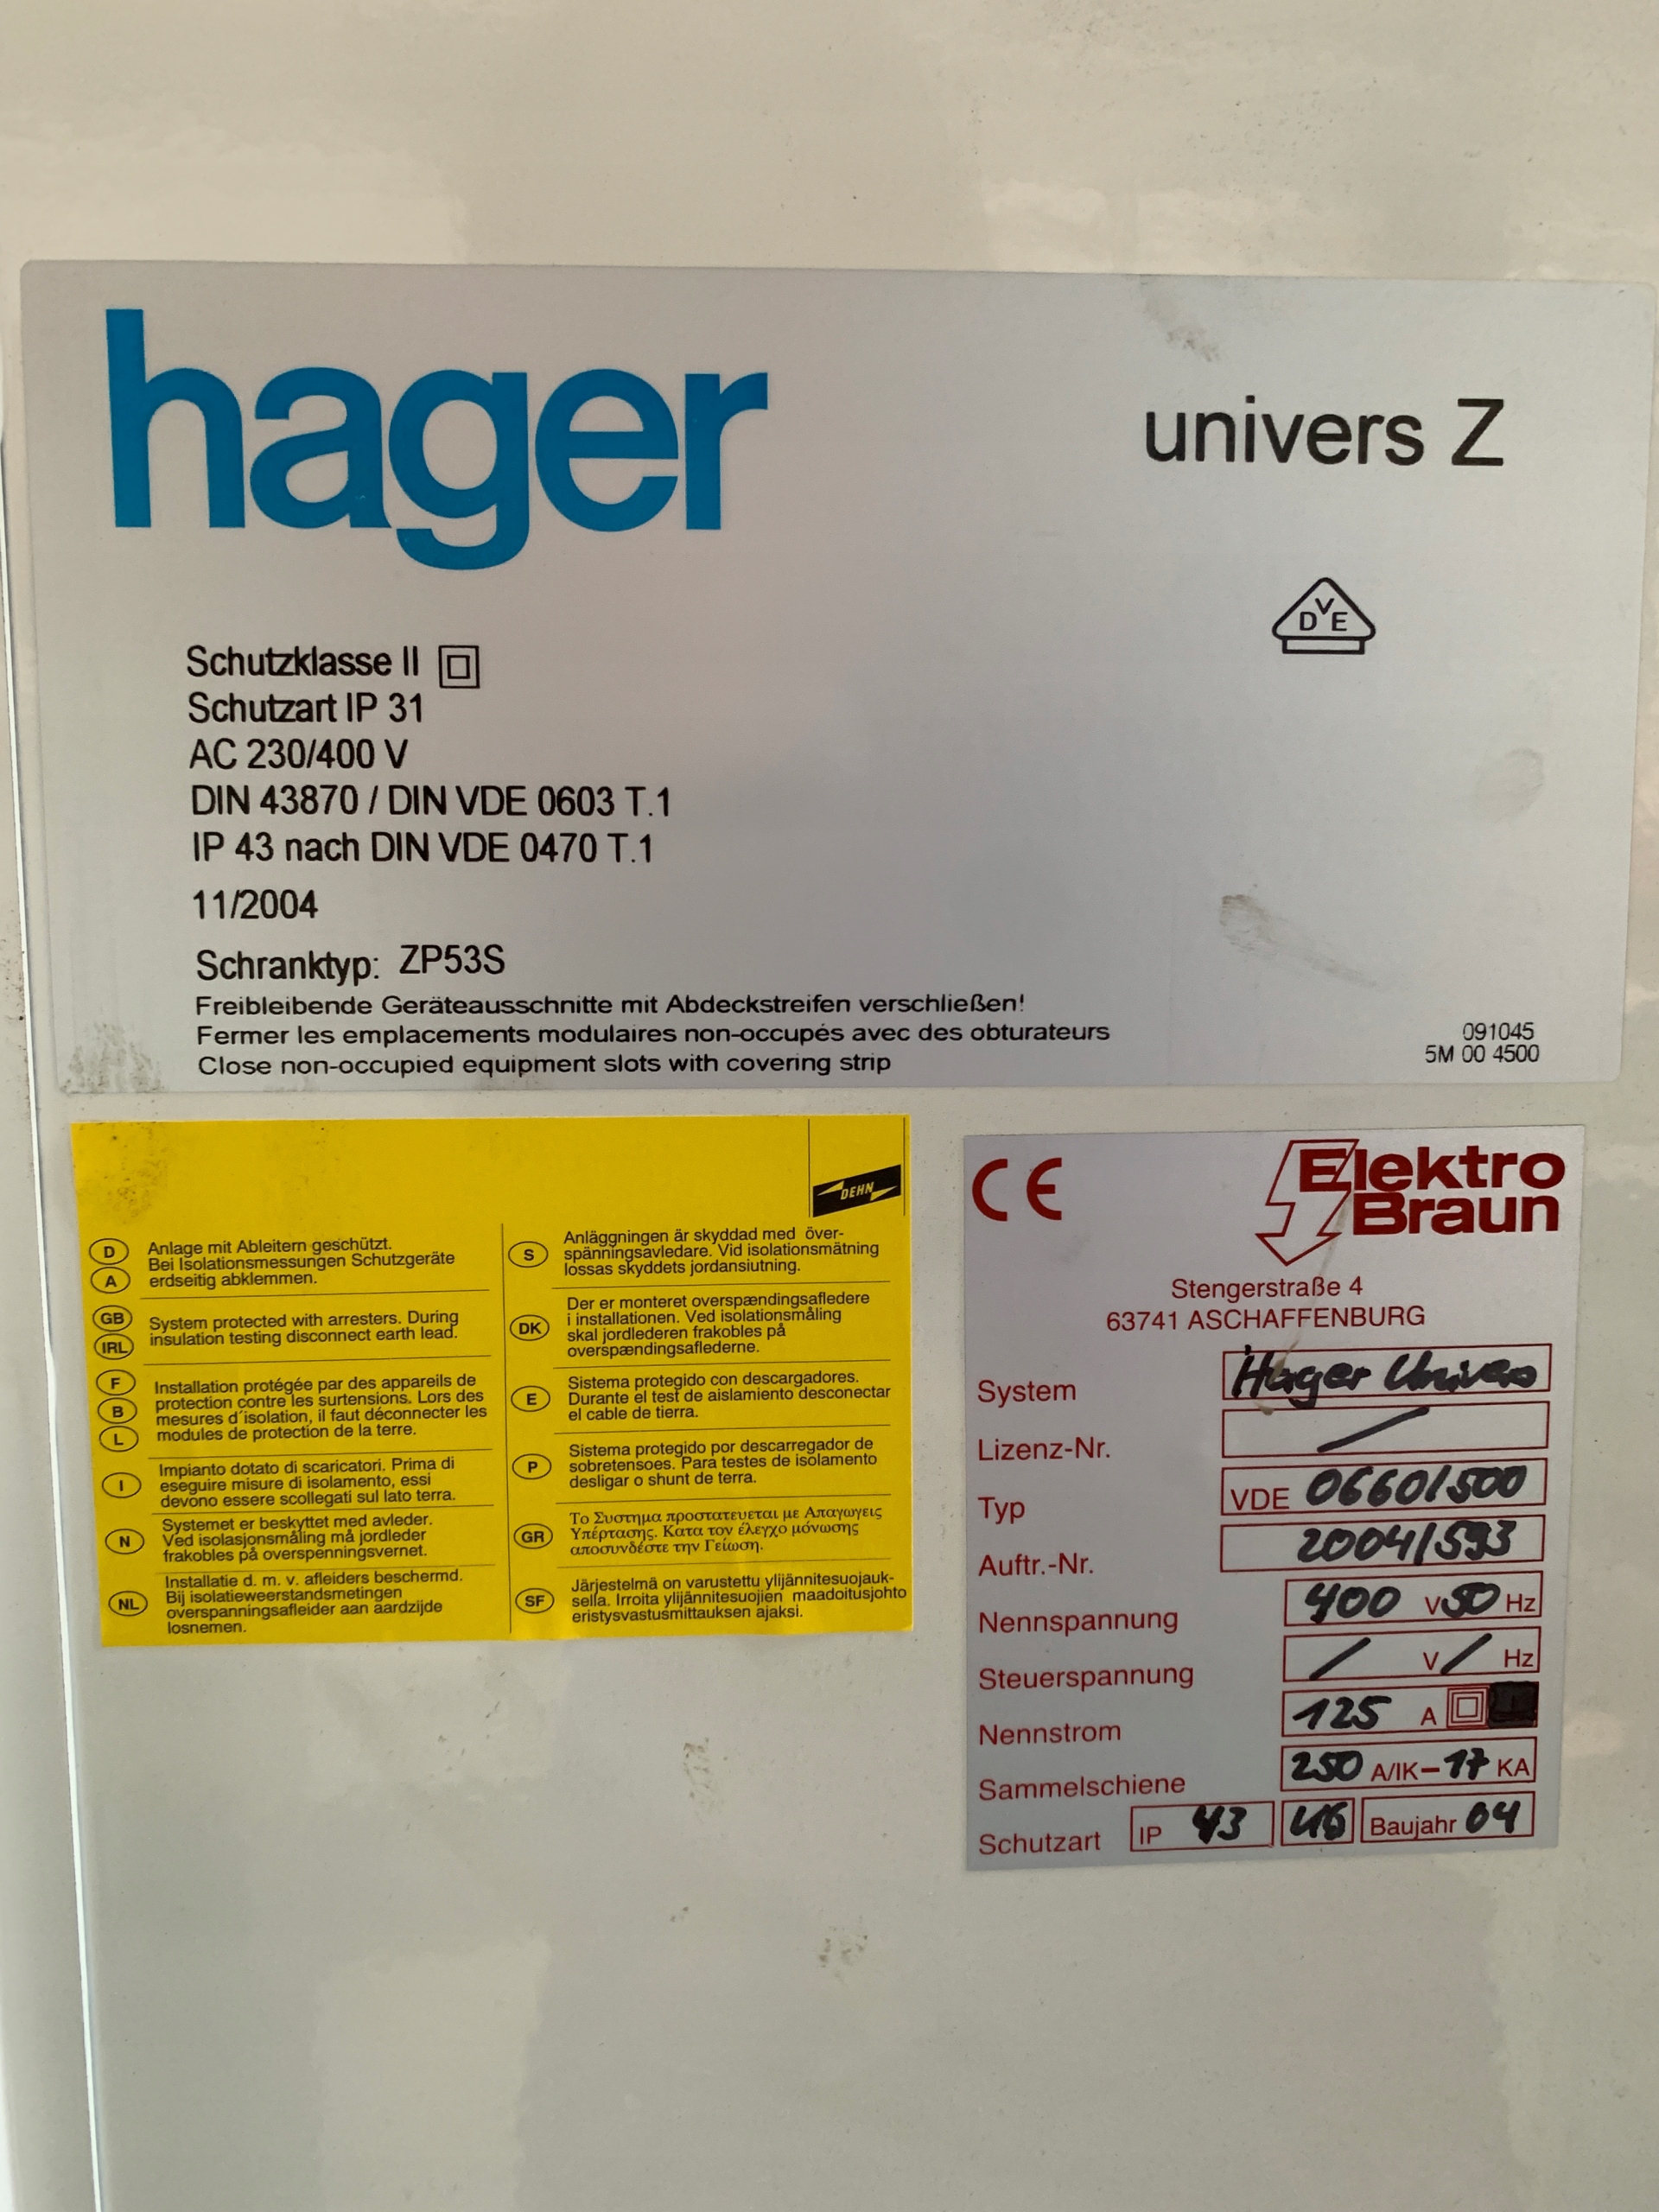 hager
univers Z
VDE
Schutzklasse II
Schutzart IP 31
AC 230/400 V
DIN 43870 / DIN VDE 0603 T.1
IP 43 nach DIN VDE 0470 T.1
11/2004
Schranktyp: ZP53S
Freibleibende Geräteausschnitte mit Abdeckstreifen verschließen!
Fermer les emplacements modulaires non-occupés avec des obturateurs
Close non-occupied equipment slots with covering strip
091045
5M 00 4500
DEHN
D
A
Anlage mit Ableitern geschützt.
Bei Isolationsmessungen Schutzgeräte
erdseitig abklemmen.
GB
IRL
System protected with arresters. During
insulation testing disconnect earth lead.
F
B
L
Installation protégée par des appareils de
protection contre les surtensions. Lors des
mesures d´isolation, il faut déconnecter les
modules de protection de la terre.
I
Impianto dotato di scaricatori. Prima di
eseguire misure di isolamento, essi
devono essere scollegati sul lato terra.
N
Systemet er beskyttet med avleder.
Ved isolasjonsmåling må jordleder
frakobles på overspenningsvernet.
NL
Installatie d. m. v. afleiders beschermd.
Bij isolatieweerstandsmetingen
overspanningsafleider aan aardzijde
losnemen.
S
Anläggningen är skyddad med över-
spänningsavledare. Vid isolationsmätning
lossas skyddets jordansiutning.
DK
Der er monteret overspændingsafledere
i installationen. Ved isolationsmåling
skal jordlederen frakobles på
overspændingsaflederne.
E
Sistema protegido con descargadores.
Durante el test de aislamiento desconectar
el cable de tierra.
P
Sistema protegido por descarregador de
sobretensoes. Para testes de isolamento
desligar o shunt de terra.
GR
Το Συστημα προστατευεται με Απαγωγεις
Υπέρτασης. Κατα τον έλεγχο μόνωσης
αποσυνδέστε την Γείωση.
SF
Järjestelmä on varustettu ylijännitesuojauk-
sella. Irroita ylijännitesuojien maadoitusjohto
eristysvastusmittauksen ajaksi.
CE
Elektro
Braun
Stengerstraße 4
63741 ASCHAFFENBURG
System Hager Univers
Lizenz-Nr. /
Typ VDE 0660/500
Auftr.-Nr. 2004/593
Nennspannung 400 V 50 Hz
Steuerspannung / V / Hz
Nennstrom 125 A
Sammelschiene 250 A/IK-17 KA
Schutzart IP 43 Baujahr 04